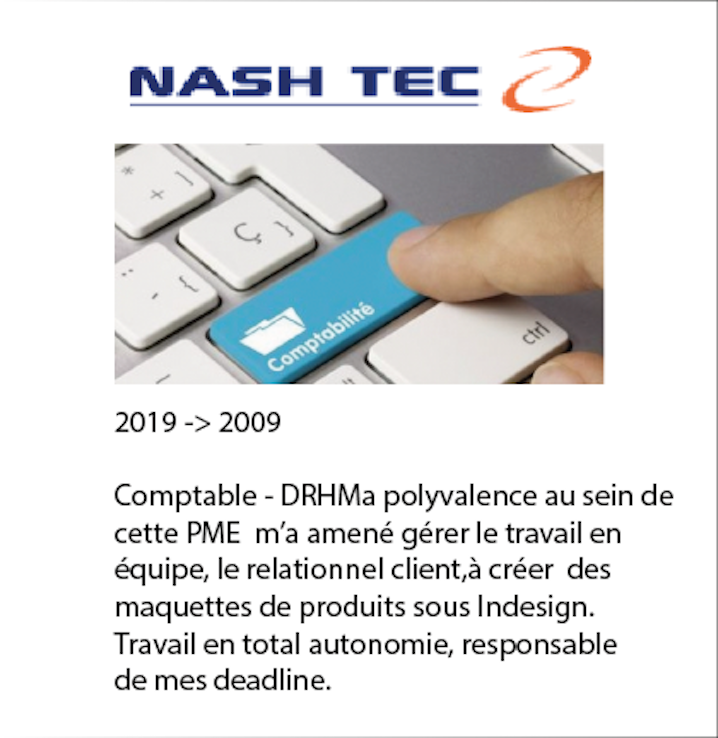 NASH TEC
* ¨
+
Ç
Comptabilité
ctrl
2019 -> 2009
Comptable - DRHMa polyvalence au sein de
cette PME  m’a amené gérer le travail en
équipe, le relationnel client,à créer  des
maquettes de produits sous Indesign.
Travail en total autonomie, responsable
de mes deadline.